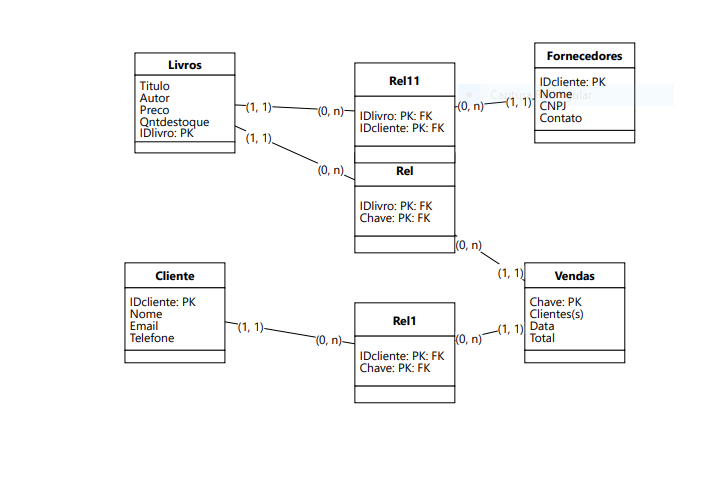 Livros
Titulo
Autor
Preco
Qntdestoque
IDlivro: PK
(1, 1)
(1, 1)
(0, n)
(0, n)
Rel11
IDlivro: PK: FK
IDcliente: PK: FK
(0, n)
(1, 1)
Fornecedores
IDcliente: PK
Nome
CNPJ
Contato
Rel
IDlivro: PK: FK
Chave: PK: FK
(0, n)
(1, 1)
Cliente
IDcliente: PK
Nome
Email
Telefone
(1, 1)
(0, n)
Rel1
IDcliente: PK: FK
Chave: PK: FK
(0, n)
(1, 1)
Vendas
Chave: PK
Clientes(s)
Data
Total